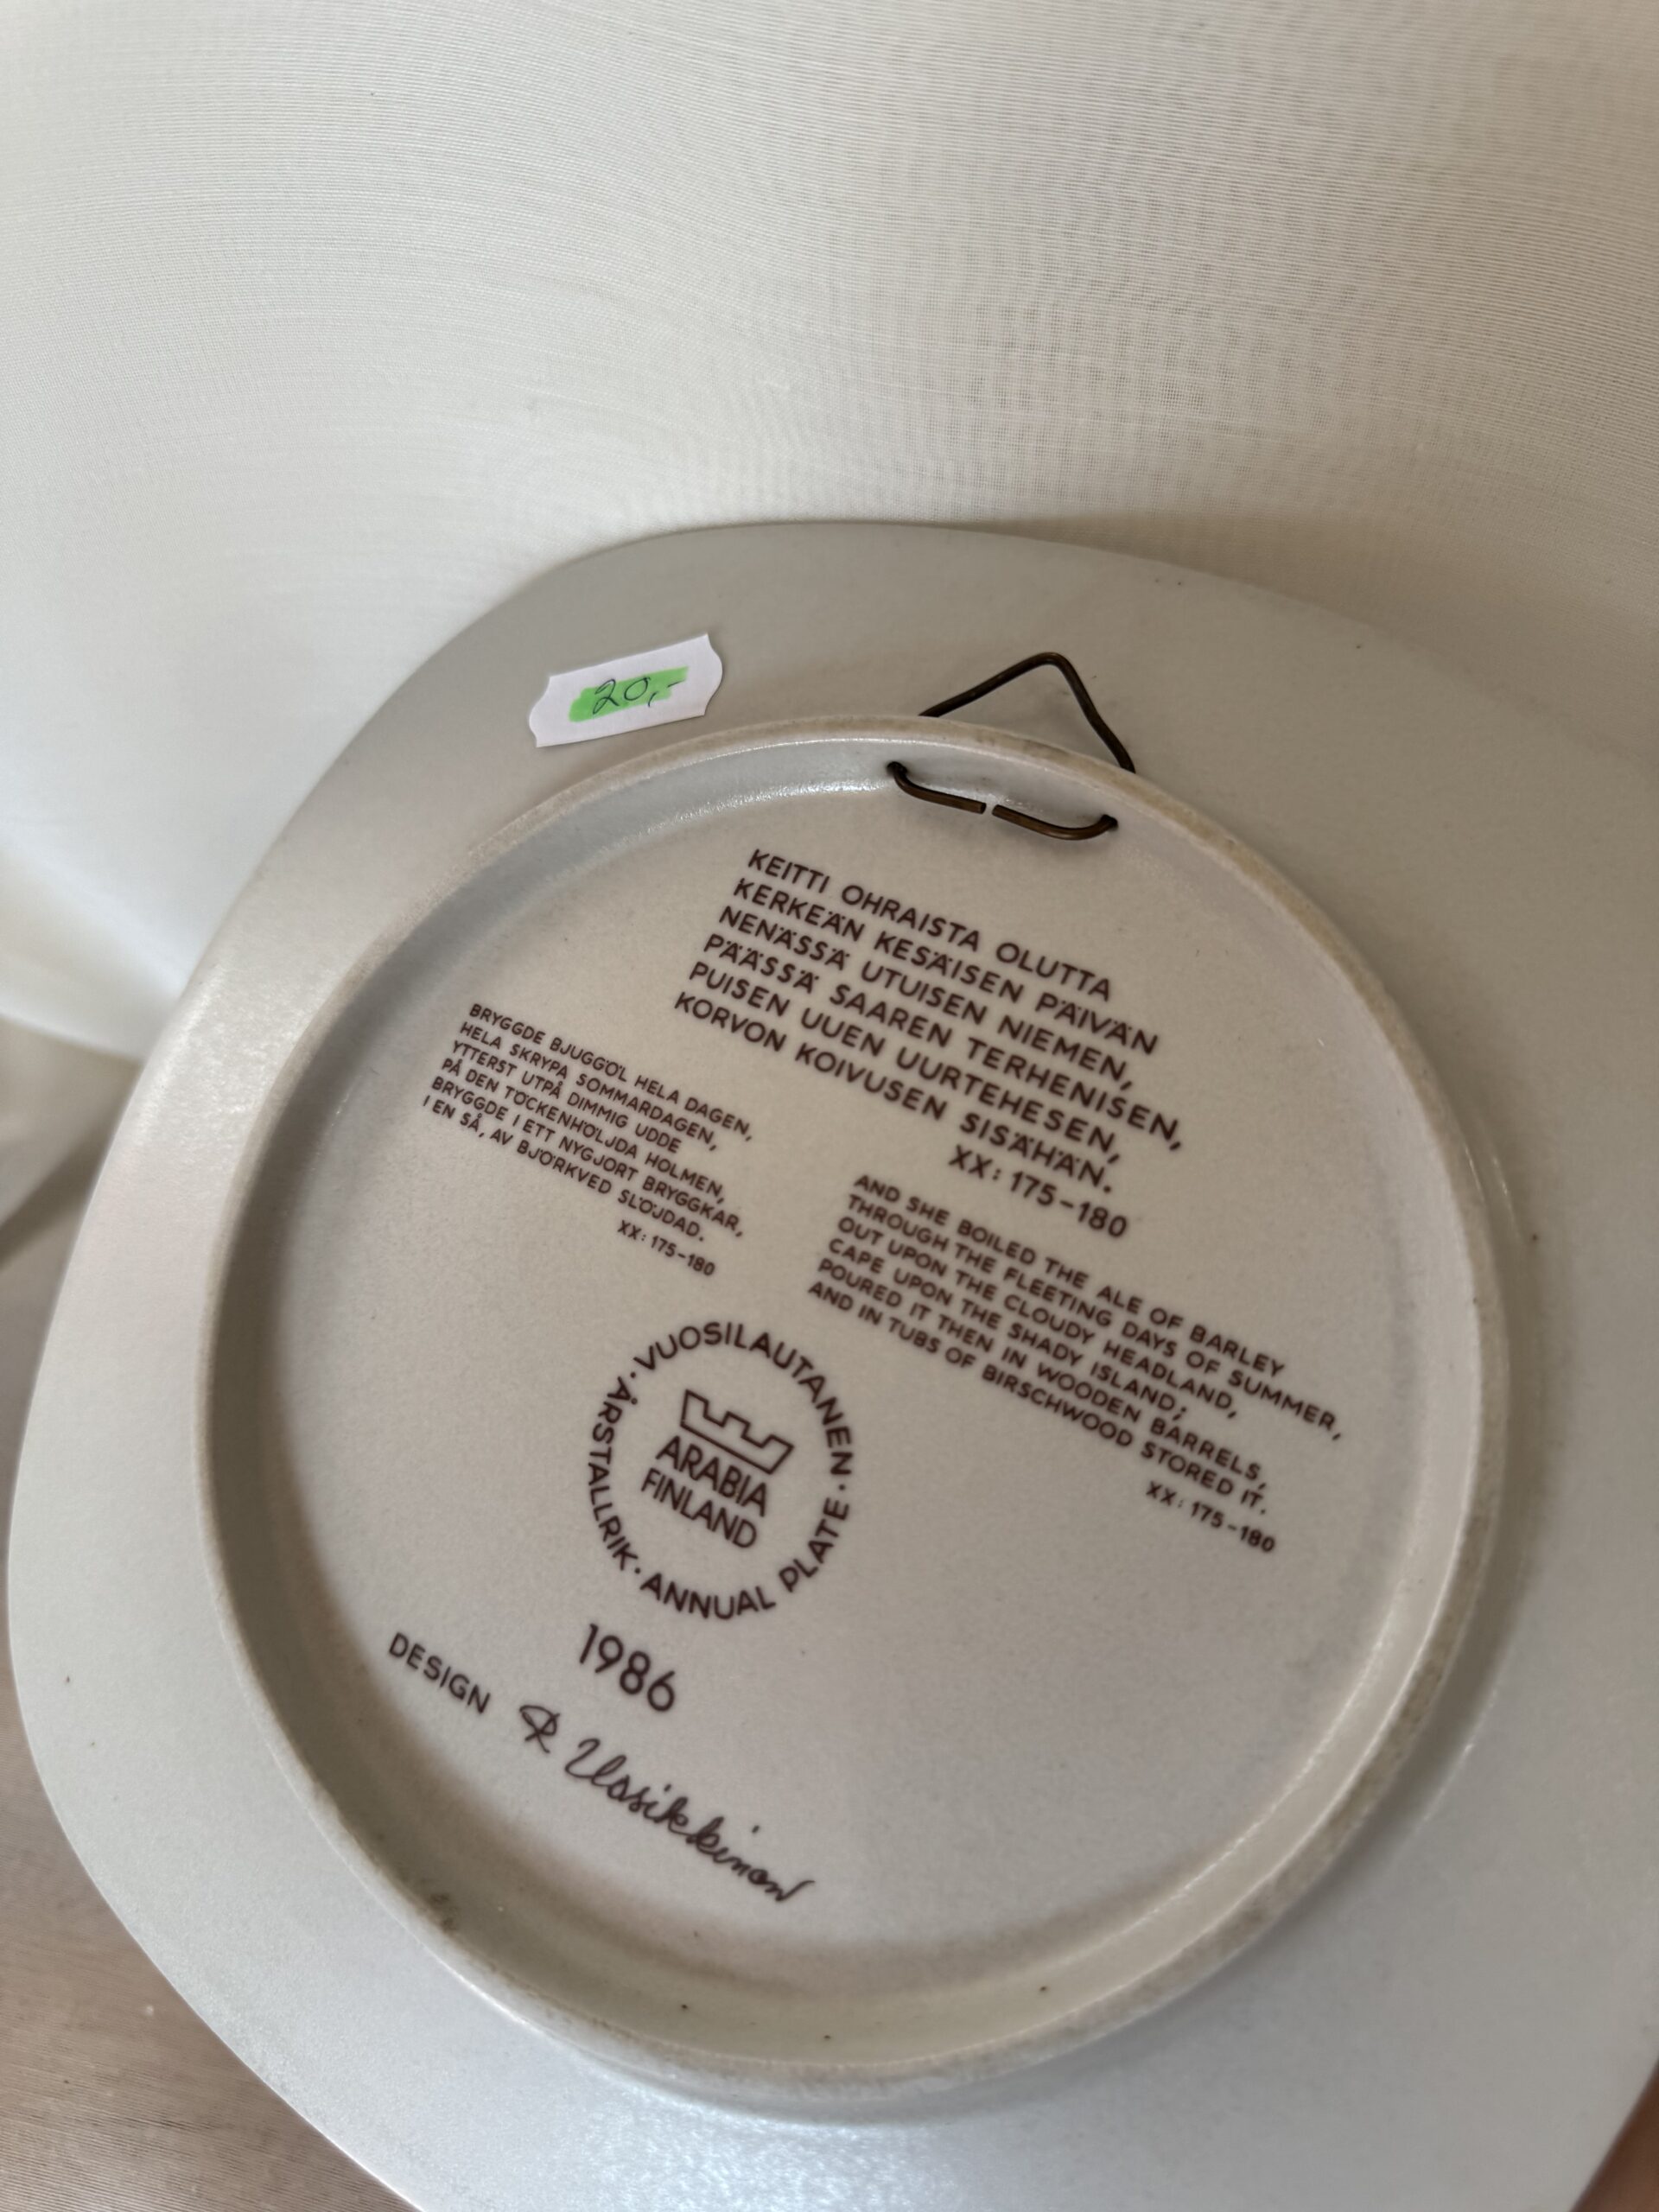 20,-
KEITTI OHRAISTA OLUTTA
KERKEÄN KESÄISEN PÄIVÄN
NENÄSSÄ UTUISEN NIEMEN,
PÄÄSSÄ SAAREN TERHENISEN,
PUISEN UUEN UURTEHESEN,
KORVON KOIVUSEN SISÄHÄN.
XX: 175-180
BRYGGDE BJUGGÖL HELA DAGEN,
HELA SKRYPA SOMMARDAGEN,
YTTERST UTPÅ DIMMIG UDDE
PÅ DEN TÖCKENHÖLJDA HOLMEN,
BRYGGDE I ETT NYGJORT BRYGGKAR,
I EN SÅ, AV BJÖRKVED SLÖJDAD.
XX: 175-180
AND SHE BOILED THE ALE OF BARLEY
THROUGH THE FLEETING DAYS OF SUMMER,
OUT UPON THE CLOUDY HEADLAND,
CAPE UPON THE SHADY ISLAND;
POURED IT THEN IN WOODEN BARRELS,
AND IN TUBS OF BIRSCHWOOD STORED IT.
XX: 175-180
· VUOSILAUTANEN · ANNUAL PLATE · ÅRSTALLRIK
ARABIA
FINLAND
1986
DESIGN R Uosikkinen